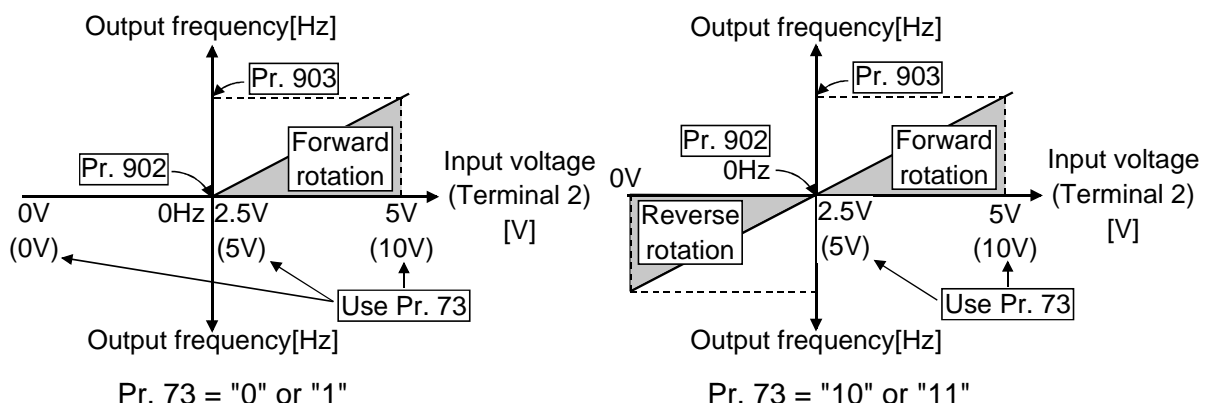 Output frequency[Hz]
Pr. 903
Forward
rotation
Pr. 902
Input voltage
(Terminal 2)
[V]
0V
0Hz
2.5V
5V
(0V)
(5V)
(10V)
Use Pr. 73
Output frequency[Hz]
Pr. 73 = "0" or "1"
Output frequency[Hz]
Pr. 903
Forward
rotation
Pr. 902
0Hz
Input voltage
(Terminal 2)
[V]
0V
Reverse
rotation
2.5V
5V
(5V)
(10V)
Use Pr. 73
Output frequency[Hz]
Pr. 73 = "10" or "11"